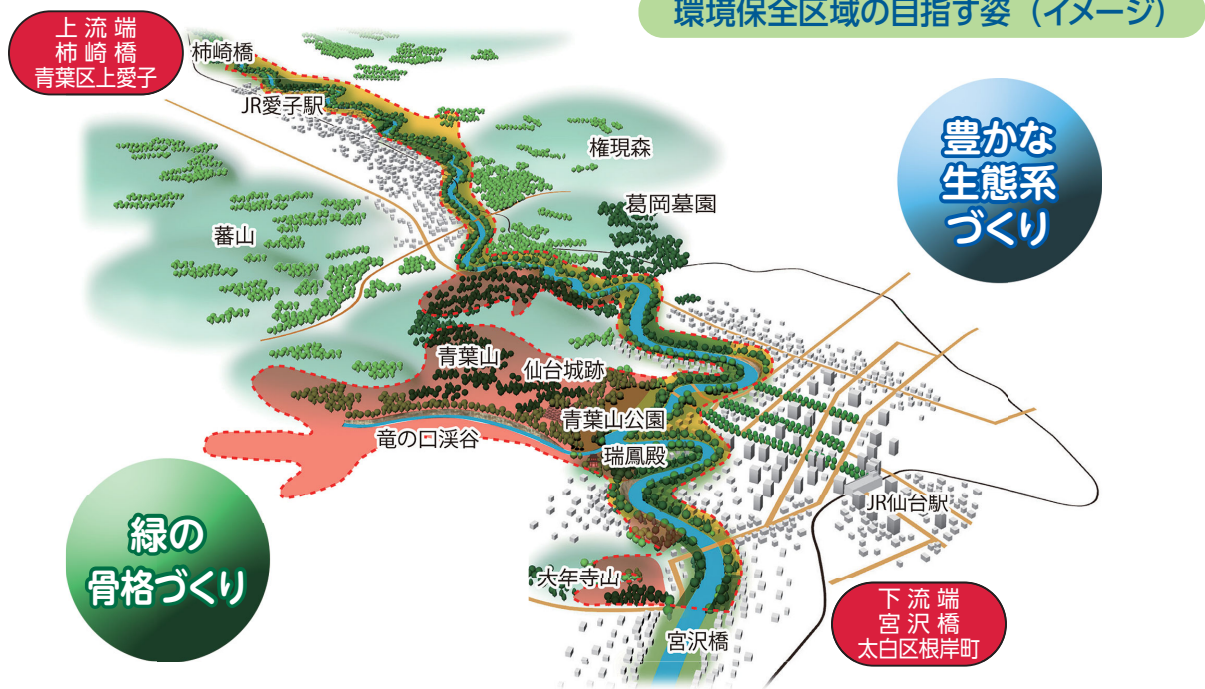 環境保全区域の目指す姿（イメージ）
上流端
柿崎橋
青葉区上愛子
柿崎橋
JR愛子駅
権現森
葛岡墓園
蕃山
豊かな
生態系
づくり
青葉山
仙台城跡
青葉山公園
竜の口渓谷
瑞鳳殿
JR仙台駅
緑の
骨格づくり
大年寺山
下流端
宮沢橋
太白区根岸町
宮沢橋